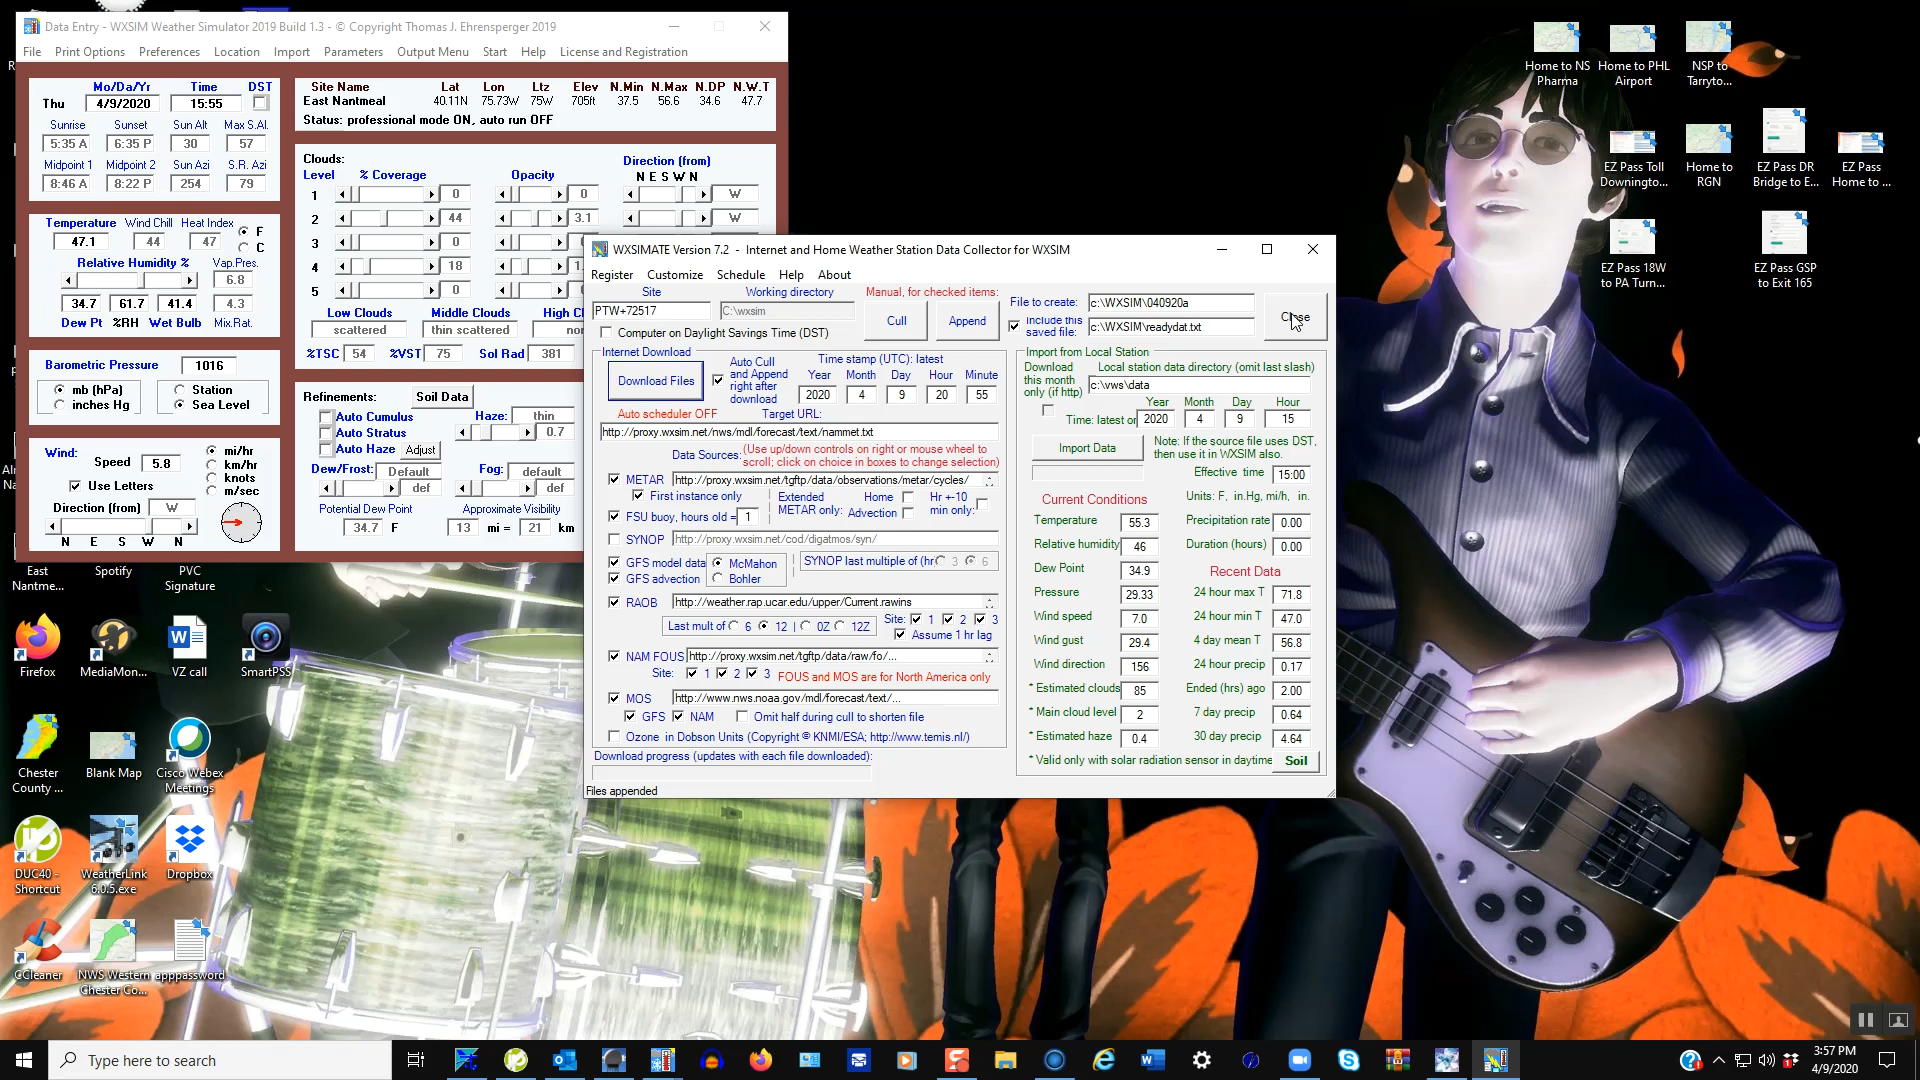 Data Entry - WXSIM Weather Simulator 2019 Build 1.3 - © Copyright Thomas J. Ehrensperger 2019
File Print Options Preferences Location Import Parameters Output Menu Start Help License and Registration
Mo/Da/Yr Time DST
Thu 4/9/2020 15:55
Sunrise Sunset Sun Alt Max S.Al.
5:35 A 6:35 P 30 57
Midpoint 1 Midpoint 2 Sun Azi S.R. Azi
8:46 A 8:22 P 254 79
Site Name Lat Lon Ltz Elev N.Min N.Max N.DP N.W.T
East Nantmeal 40.11N 75.73W 75W 705ft 37.5 56.6 34.6 47.7
Status: professional mode ON, auto run OFF
Temperature Wind Chill Heat Index F
47.1 44 47 C
Relative Humidity % Vap.Pres.
6.8
34.7 61.7 41.4 4.3
Dew Pt %RH Wet Bulb Mix.Rat.
Barometric Pressure 1016
mb (hPa) Station
inches Hg Sea Level
Wind: Speed 5.8
mi/hr
km/hr
knots
m/sec
Use Letters
Direction (from) W
N E S W N
Clouds:
Level % Coverage Opacity Direction (from)
N E S W N
1 0 0 W
2 44 3.1 W
3 0
4 18 1.
5 0
Low Clouds Middle Clouds High Cl
scattered thin scattered nor
%TSC 54 %VST 75 Sol Rad 381
Refinements: Soil Data Haze: thin
Auto Cumulus
Auto Stratus 0.7
Auto Haze Adjust
Dew/Frost: Default Fog: default
def def
Potential Dew Point Approximate Visibility
34.7 F 13 mi = 21 km
WXSIMATE Version 7.2 - Internet and Home Weather Station Data Collector for WXSIM
Register Customize Schedule Help About
Site Working directory Manual, for checked items:
PTW+72517 C:\wxsim Cull Append
Computer on Daylight Savings Time (DST)
File to create: c:\WXSIM\040920a
Include this saved file: c:\WXSIM\readydat.txt
Close
Internet Download
Download Files
Auto Cull and Append right after download
Time stamp (UTC): latest
Year Month Day Hour Minute
2020 4 9 20 55
Auto scheduler OFF Target URL:
http://proxy.wxsim.net/nws/mdl/forecast/text/nammet.txt
Data Sources: (Use up/down controls on right or mouse wheel to scroll; click on choice in boxes to change selection)
METAR http://proxy.wxsim.net/tgftp/data/observations/metar/cycles/
First instance only Extended METAR only: Home Advection Hr +-10 min only:
FSU buoy, hours old = 1
SYNOP http://proxy.wxsim.net/cod/digatmos/syn/
GFS model data McMahon SYNOP last multiple of (hr 3 6
GFS advection Bohler
RAOB http://weather.rap.ucar.edu/upper/Current.rawins
Last mult of 6 12 | 0Z 12Z Site: 1 2 3
Assume 1 hr lag
NAM FOUS http://proxy.wxsim.net/tgftp/data/raw/fo/...
Site: 1 2 3 FOUS and MOS are for North America only
MOS http://www.nws.noaa.gov/mdl/forecast/text/...
GFS NAM Omit half during cull to shorten file
Ozone in Dobson Units (Copyright © KNMI/ESA; http://www.temis.nl/)
Download progress (updates with each file downloaded):
Files appended
Import from Local Station
Download this month only (if http)
Local station data directory (omit last slash)
c:\vws\data
Year Month Day Hour
Time: latest or 2020 4 9 15
Import Data
Note: If the source file uses DST, then use it in WXSIM also.
Effective time 15:00
Current Conditions Units: F, in.Hg, mi/h, in.
Temperature 55.3 Precipitation rate 0.00
Relative humidity 46 Duration (hours) 0.00
Dew Point 34.9 Recent Data
Pressure 29.33 24 hour max T 71.8
Wind speed 7.0 24 hour min T 47.0
Wind gust 29.4 4 day mean T 56.8
Wind direction 156 24 hour precip 0.17
* Estimated clouds 85 Ended (hrs) ago 2.00
* Main cloud level 2 7 day precip 0.64
* Estimated haze 0.4 30 day precip 4.64
* Valid only with solar radiation sensor in daytime Soil
Home to NS Pharma
Home to PHL Airport
NSP to Tarryto...
EZ Pass Toll Downingto...
Home to RGN
EZ Pass DR Bridge to E...
EZ Pass Home to ...
EZ Pass 18W to PA Turn...
EZ Pass GSP to Exit 165
East Nantme...
Spotify
PVC Signature
Firefox
MediaMon...
VZ call
SmartPSS
Chester County ...
Blank Map
Cisco Webex Meetings
DUC40 - Shortcut
WeatherLink 6.0.5.exe
Dropbox
CCleaner
NWS Western Chester Co...
apppassword
Type here to search
3:57 PM
4/9/2020